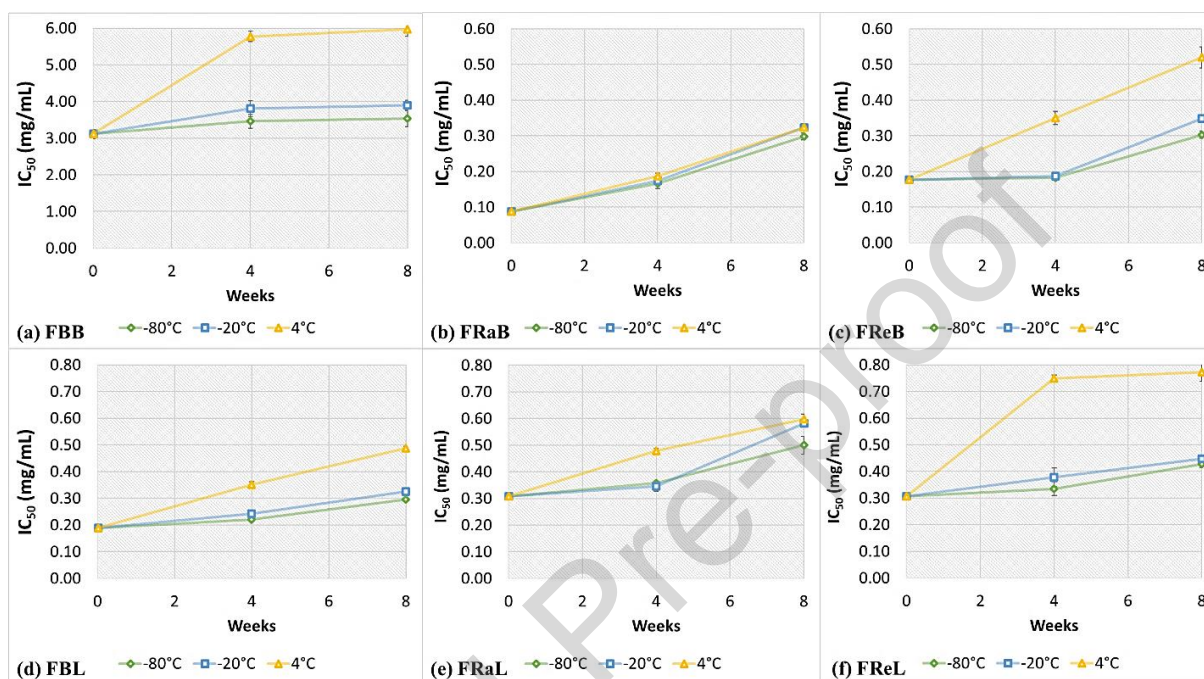 IC₅₀ (mg/mL)
6.00
5.00
4.00
3.00
2.00
1.00
0.00
0 2 4 6 8
Weeks
(a) FBB
-80°C -20°C 4°C
IC₅₀ (mg/mL)
0.60
0.50
0.40
0.30
0.20
0.10
0.00
0 2 4 6 8
Weeks
(b) FRaB
-80°C -20°C 4°C
IC₅₀ (mg/mL)
0.60
0.50
0.40
0.30
0.20
0.10
0.00
0 2 4 6 8
Weeks
(c) FReB
-80°C -20°C 4°C
IC₅₀ (mg/mL)
0.80
0.70
0.60
0.50
0.40
0.30
0.20
0.10
0.00
0 4 8
Weeks
(d) FBL
-80°C -20°C 4°C
IC₅₀ (mg/mL)
0.80
0.70
0.60
0.50
0.40
0.30
0.20
0.10
0.00
0 4 8
Weeks
(e) FRaL
-80°C -20°C 4°C
IC₅₀ (mg/mL)
0.80
0.70
0.60
0.50
0.40
0.30
0.20
0.10
0.00
0 4 8
Weeks
(f) FReL
-80°C -20°C 4°C
Pre-proof